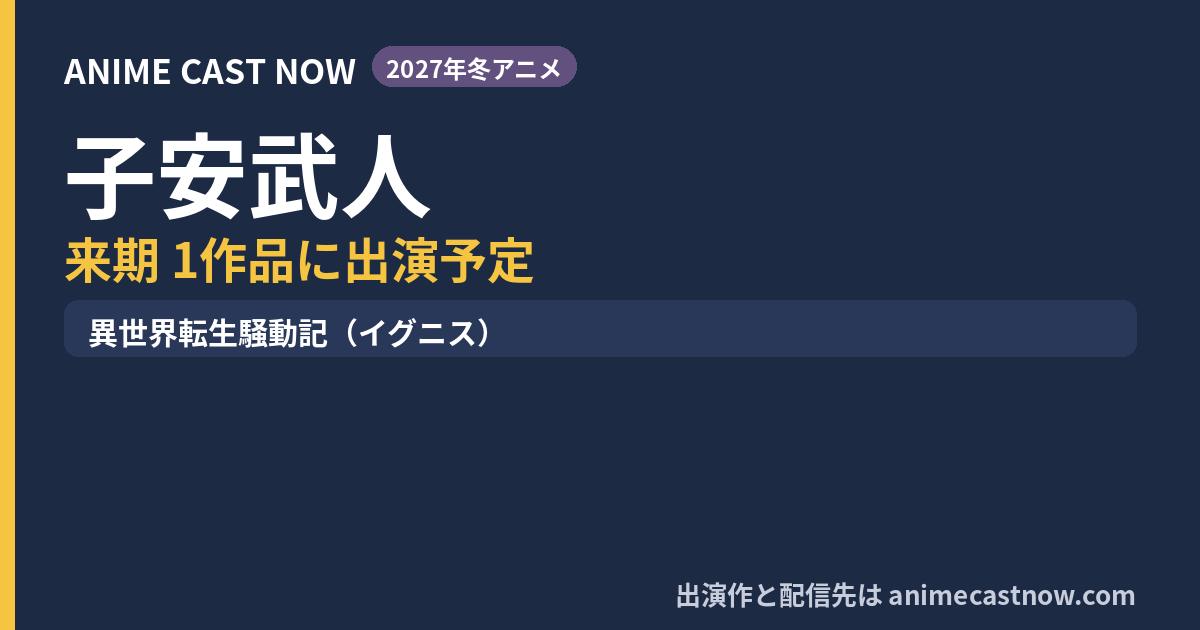 ANIME CAST NOW 2027年冬アニメ
子安武人
来期 1作品に出演予定
異世界転生騒動記（イグニス）
出演作と配信先は animecastnow.com